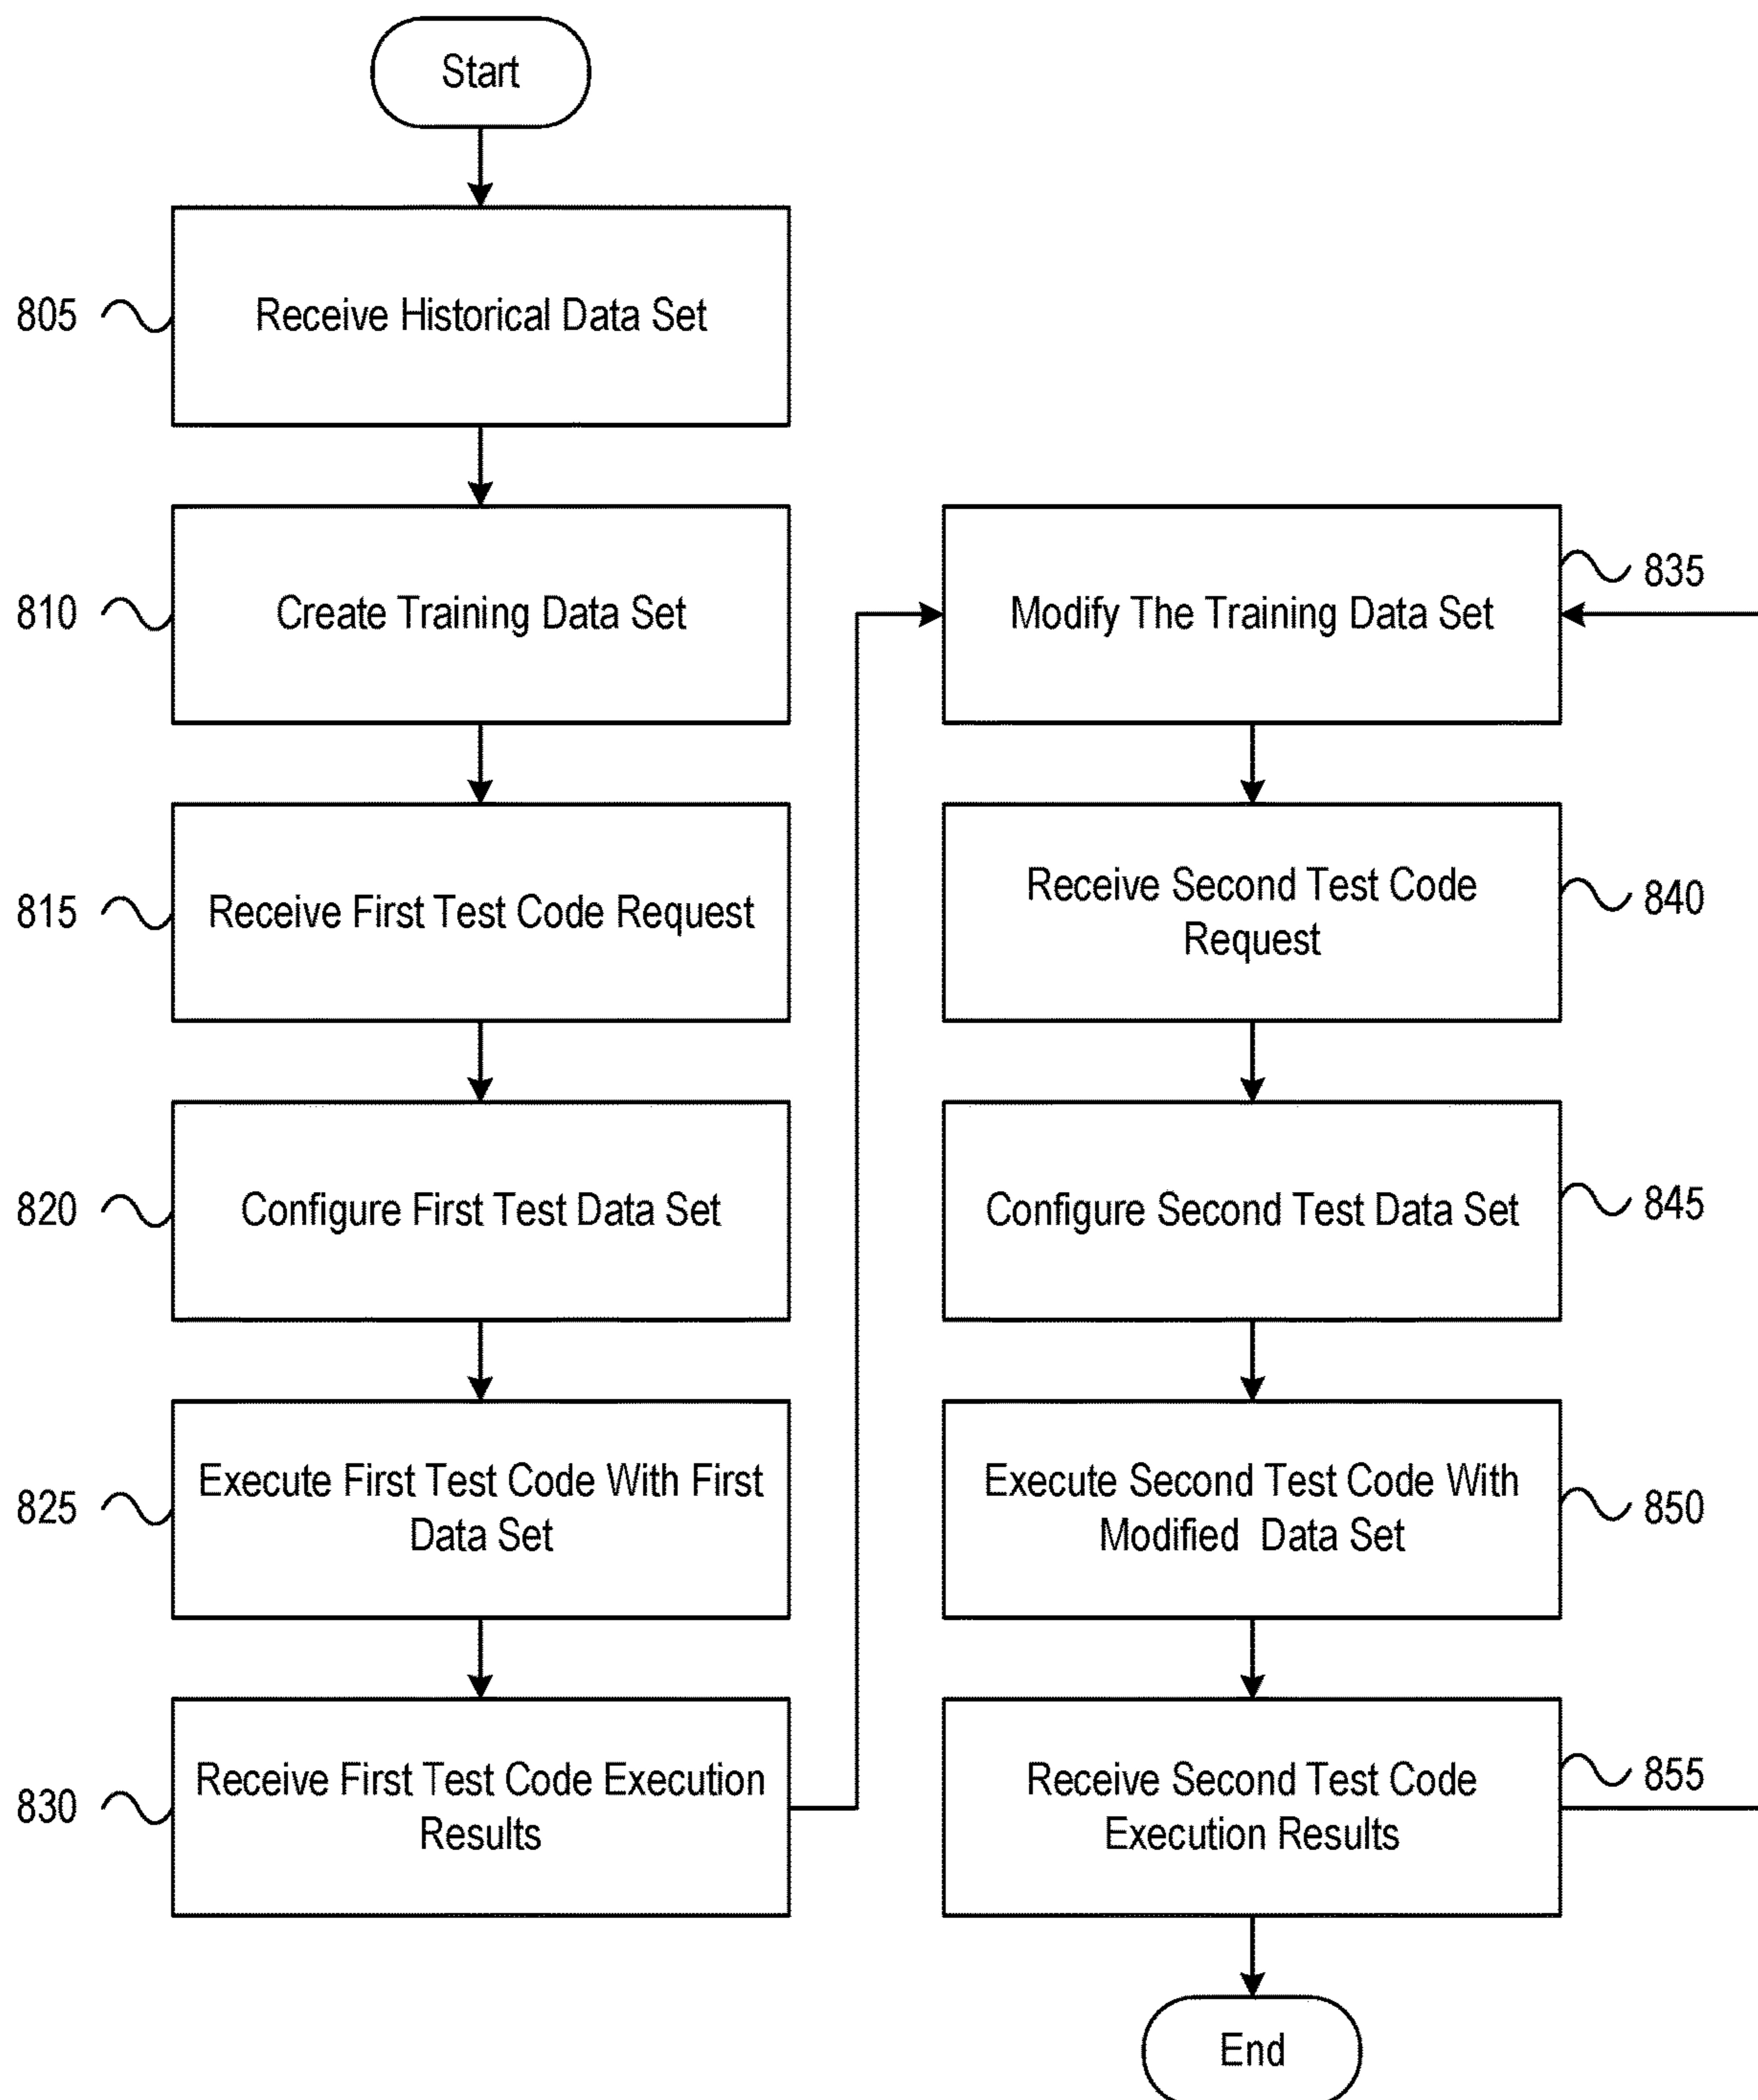 Start
805
Receive Historical Data Set
810
Create Training Data Set
815
Receive First Test Code Request
820
Configure First Test Data Set
825
Execute First Test Code With First
Data Set
830
Receive First Test Code Execution
Results
Modify The Training Data Set
835
Receive Second Test Code
Request
840
Configure Second Test Data Set
845
Execute Second Test Code With
Modified Data Set
850
Receive Second Test Code
Execution Results
855
End